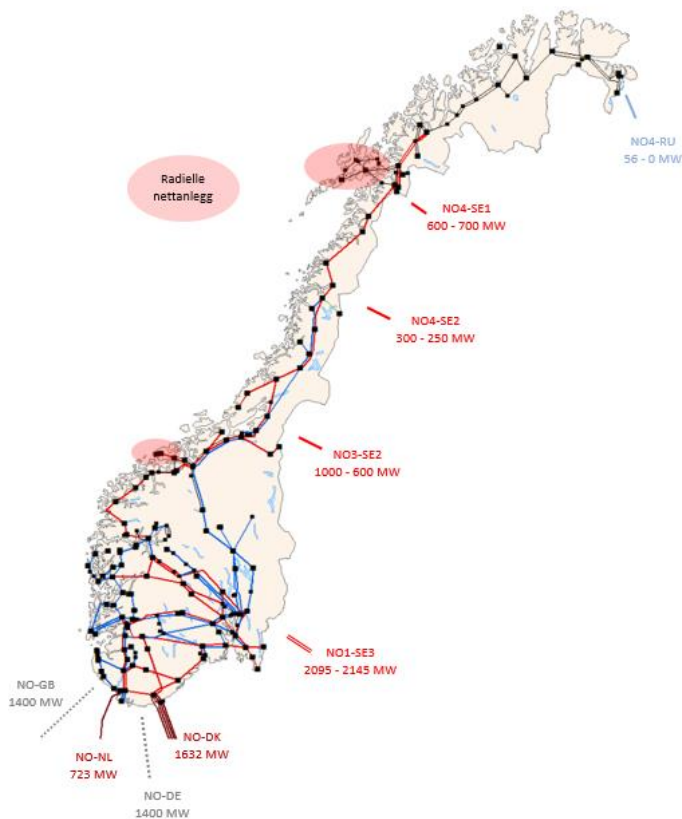 NO4-RU
56 - 0 MW
Radielle
nettanlegg
NO4-SE1
600 - 700 MW
NO4-SE2
300 - 250 MW
NO3-SE2
1000 - 600 MW
NO1-SE3
2095 - 2145 MW
NO-GB
1400 MW
NO-DK
1632 MW
NO-NL
723 MW
NO-DE
1400 MW